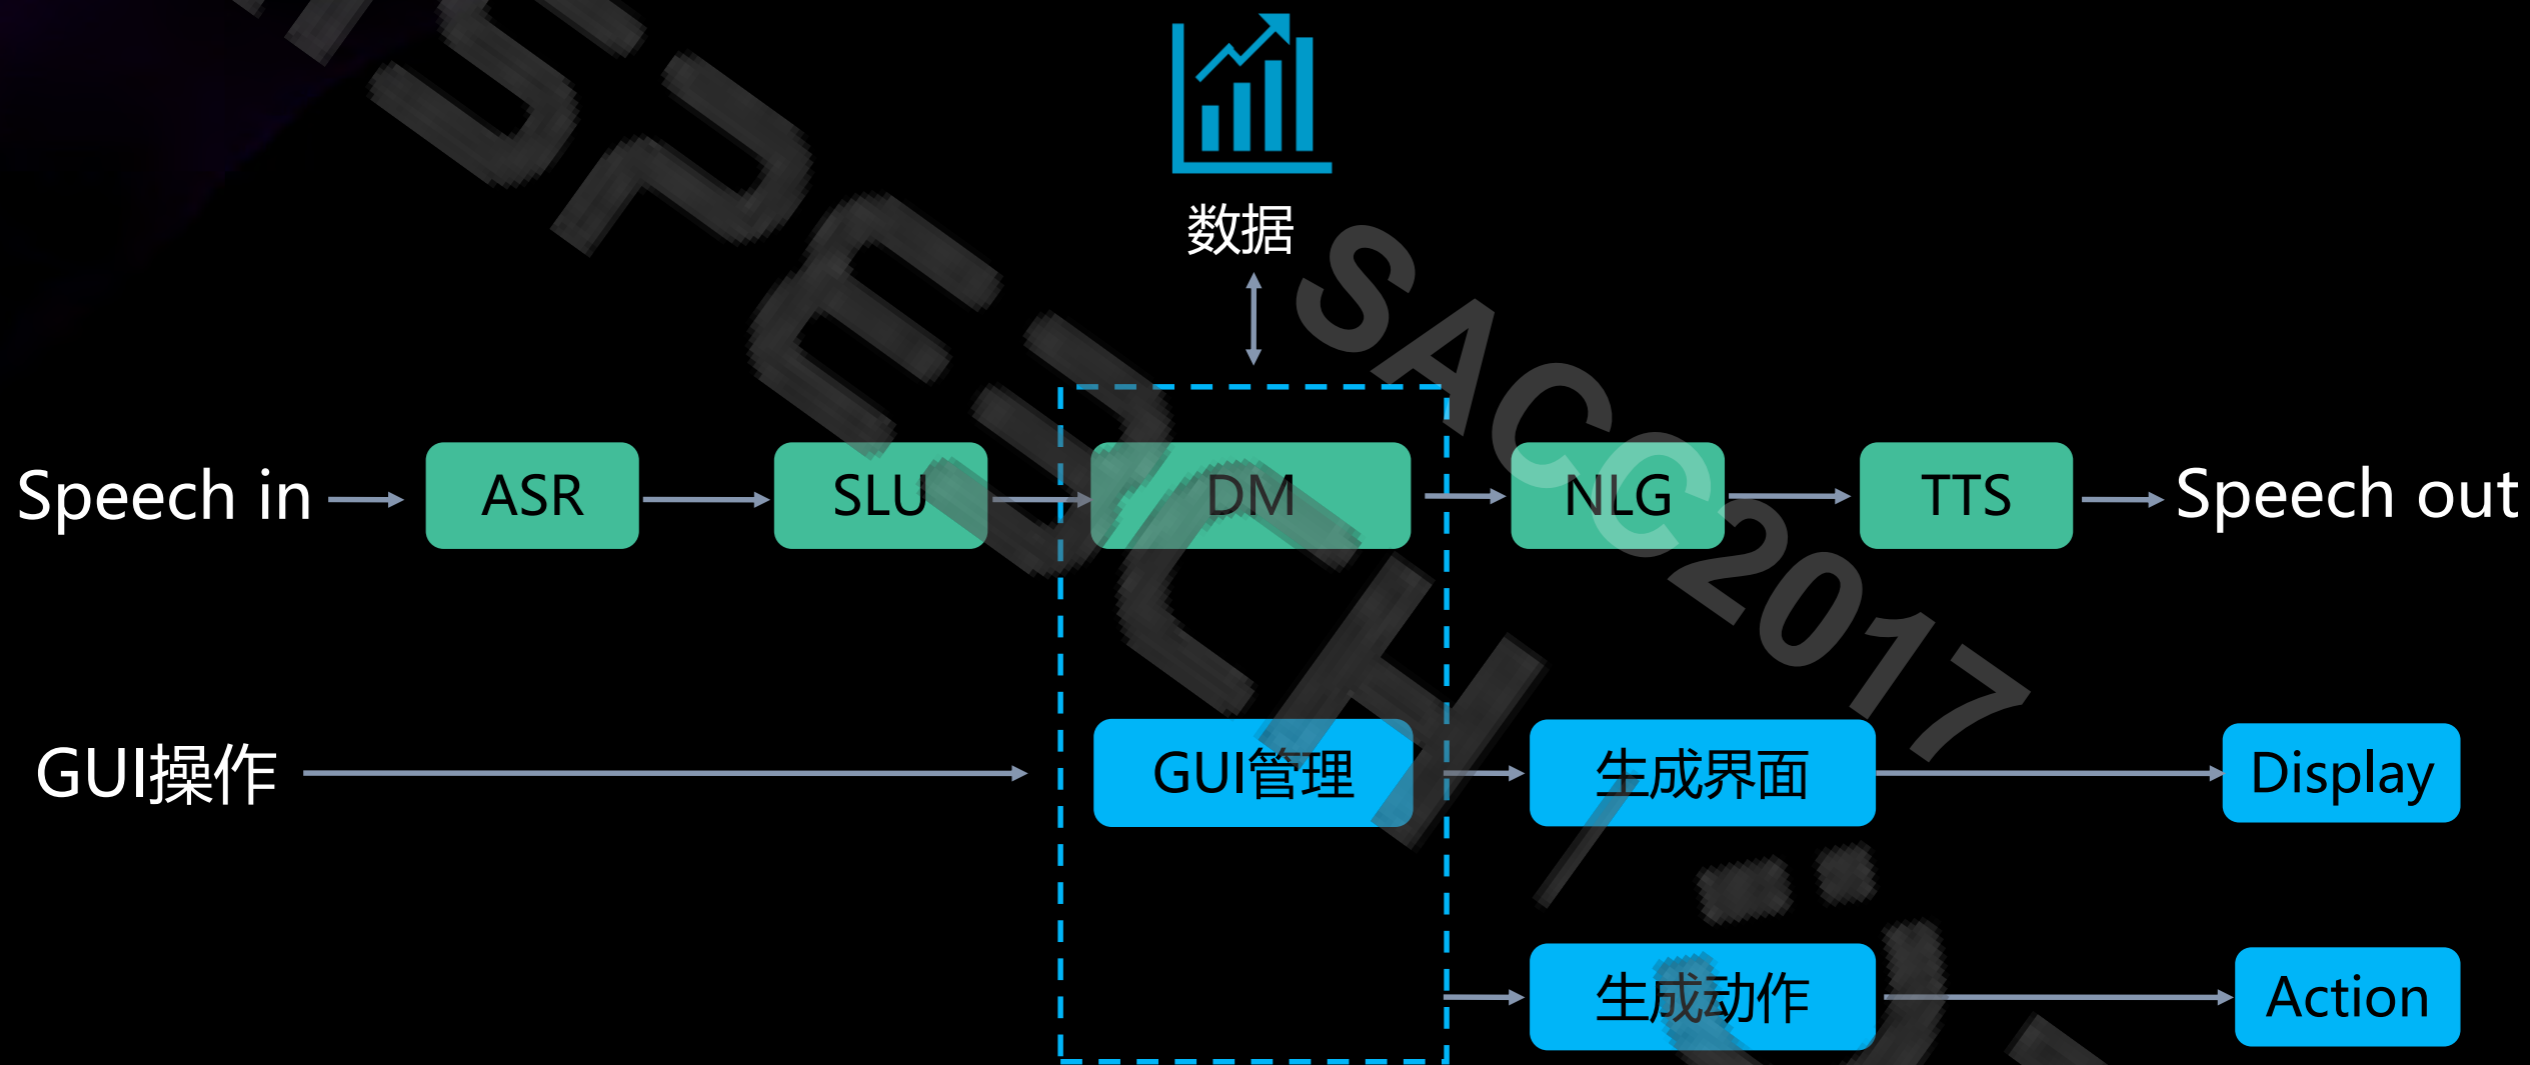 数据
Speech in
ASR
SLU
DM
NLG
TTS
Speech out
GUI操作
GUI管理
生成界面
Display
生成动作
Action
SACC2017